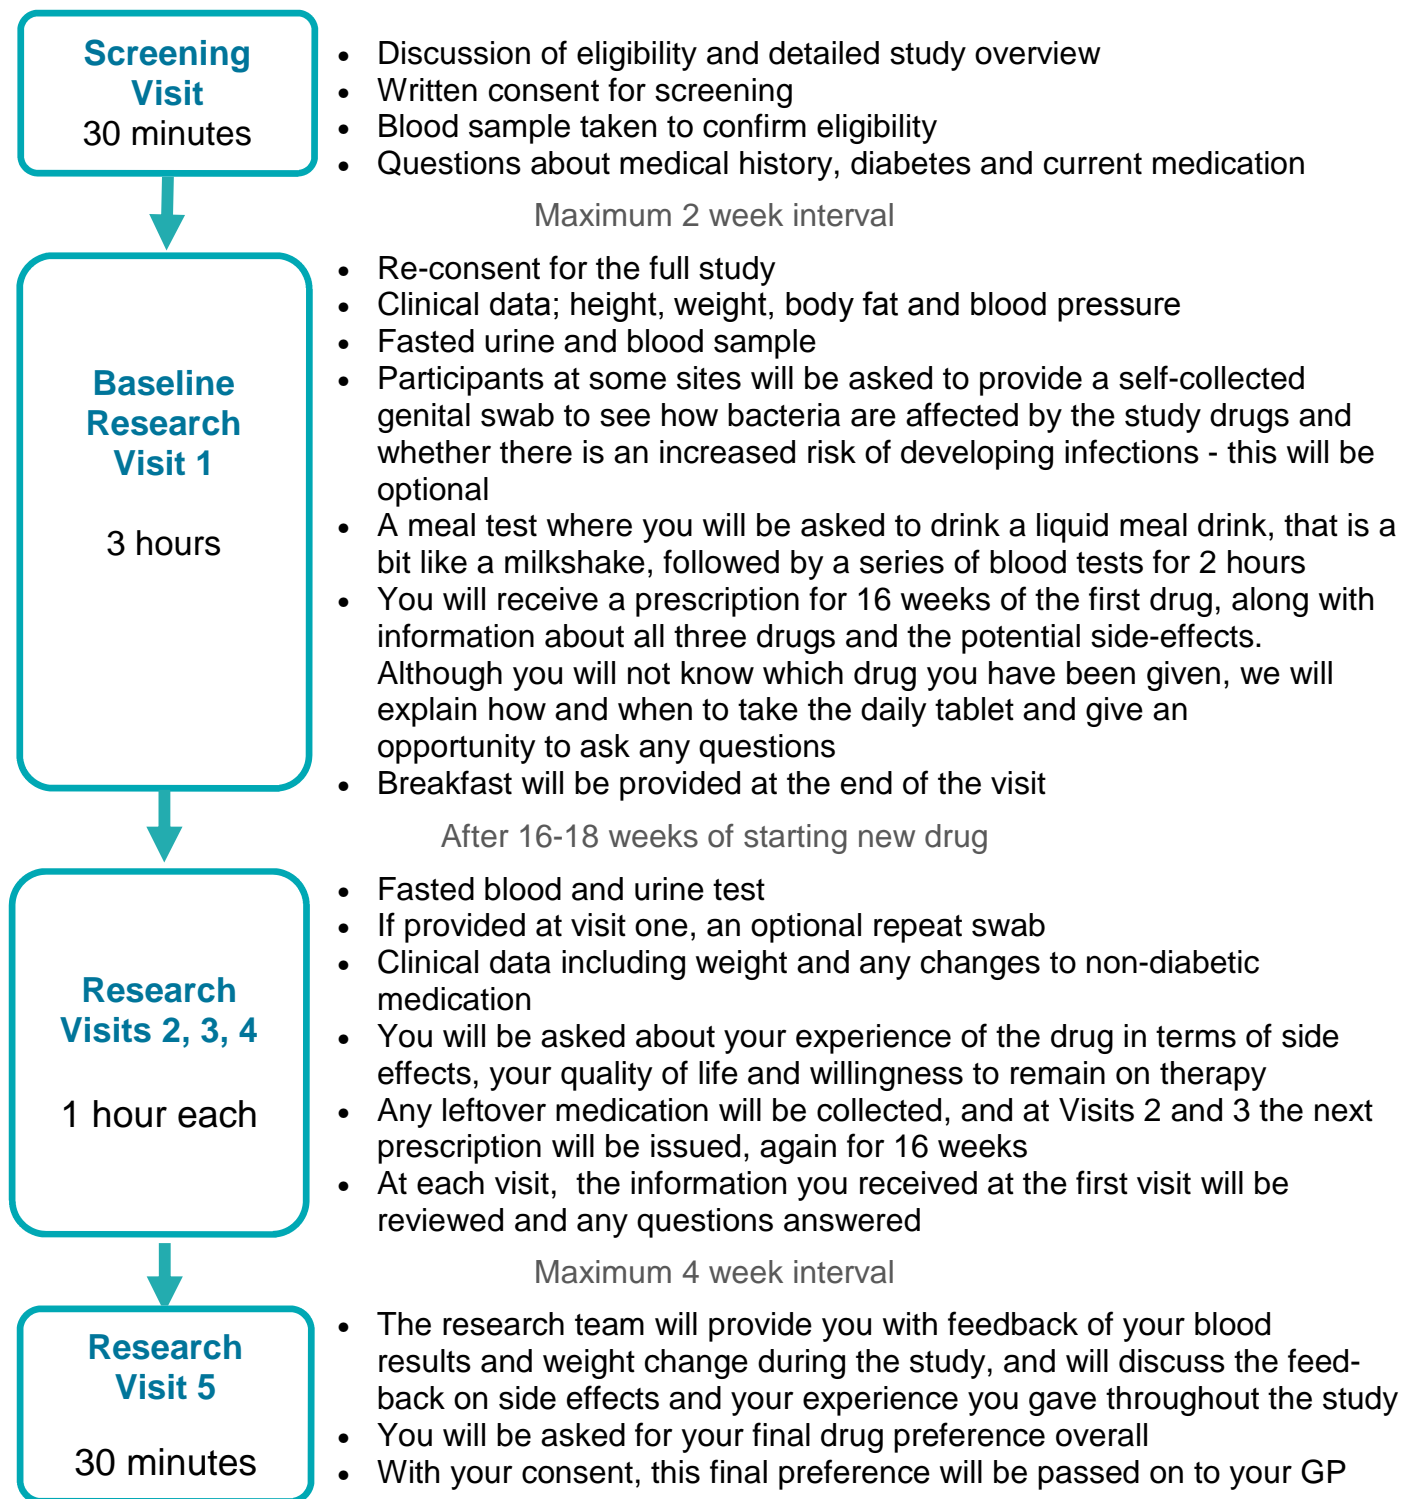 Screening
Visit
30 minutes
• Discussion of eligibility and detailed study overview
• Written consent for screening
• Blood sample taken to confirm eligibility
• Questions about medical history, diabetes and current medication
Maximum 2 week interval
Baseline
Research
Visit 1
3 hours
• Re-consent for the full study
• Clinical data; height, weight, body fat and blood pressure
• Fasted urine and blood sample
• Participants at some sites will be asked to provide a self-collected
genital swab to see how bacteria are affected by the study drugs and
whether there is an increased risk of developing infections - this will be
optional
• A meal test where you will be asked to drink a liquid meal drink, that is a
bit like a milkshake, followed by a series of blood tests for 2 hours
• You will receive a prescription for 16 weeks of the first drug, along with
information about all three drugs and the potential side-effects.
Although you will not know which drug you have been given, we will
explain how and when to take the daily tablet and give an
opportunity to ask any questions
• Breakfast will be provided at the end of the visit
After 16-18 weeks of starting new drug
Research
Visits 2, 3, 4
1 hour each
• Fasted blood and urine test
• If provided at visit one, an optional repeat swab
• Clinical data including weight and any changes to non-diabetic
medication
• You will be asked about your experience of the drug in terms of side
effects, your quality of life and willingness to remain on therapy
• Any leftover medication will be collected, and at Visits 2 and 3 the next
prescription will be issued, again for 16 weeks
• At each visit,  the information you received at the first visit will be
reviewed and any questions answered
Maximum 4 week interval
Research
Visit 5
30 minutes
• The research team will provide you with feedback of your blood
results and weight change during the study, and will discuss the feed-
back on side effects and your experience you gave throughout the study
• You will be asked for your final drug preference overall
• With your consent, this final preference will be passed on to your GP